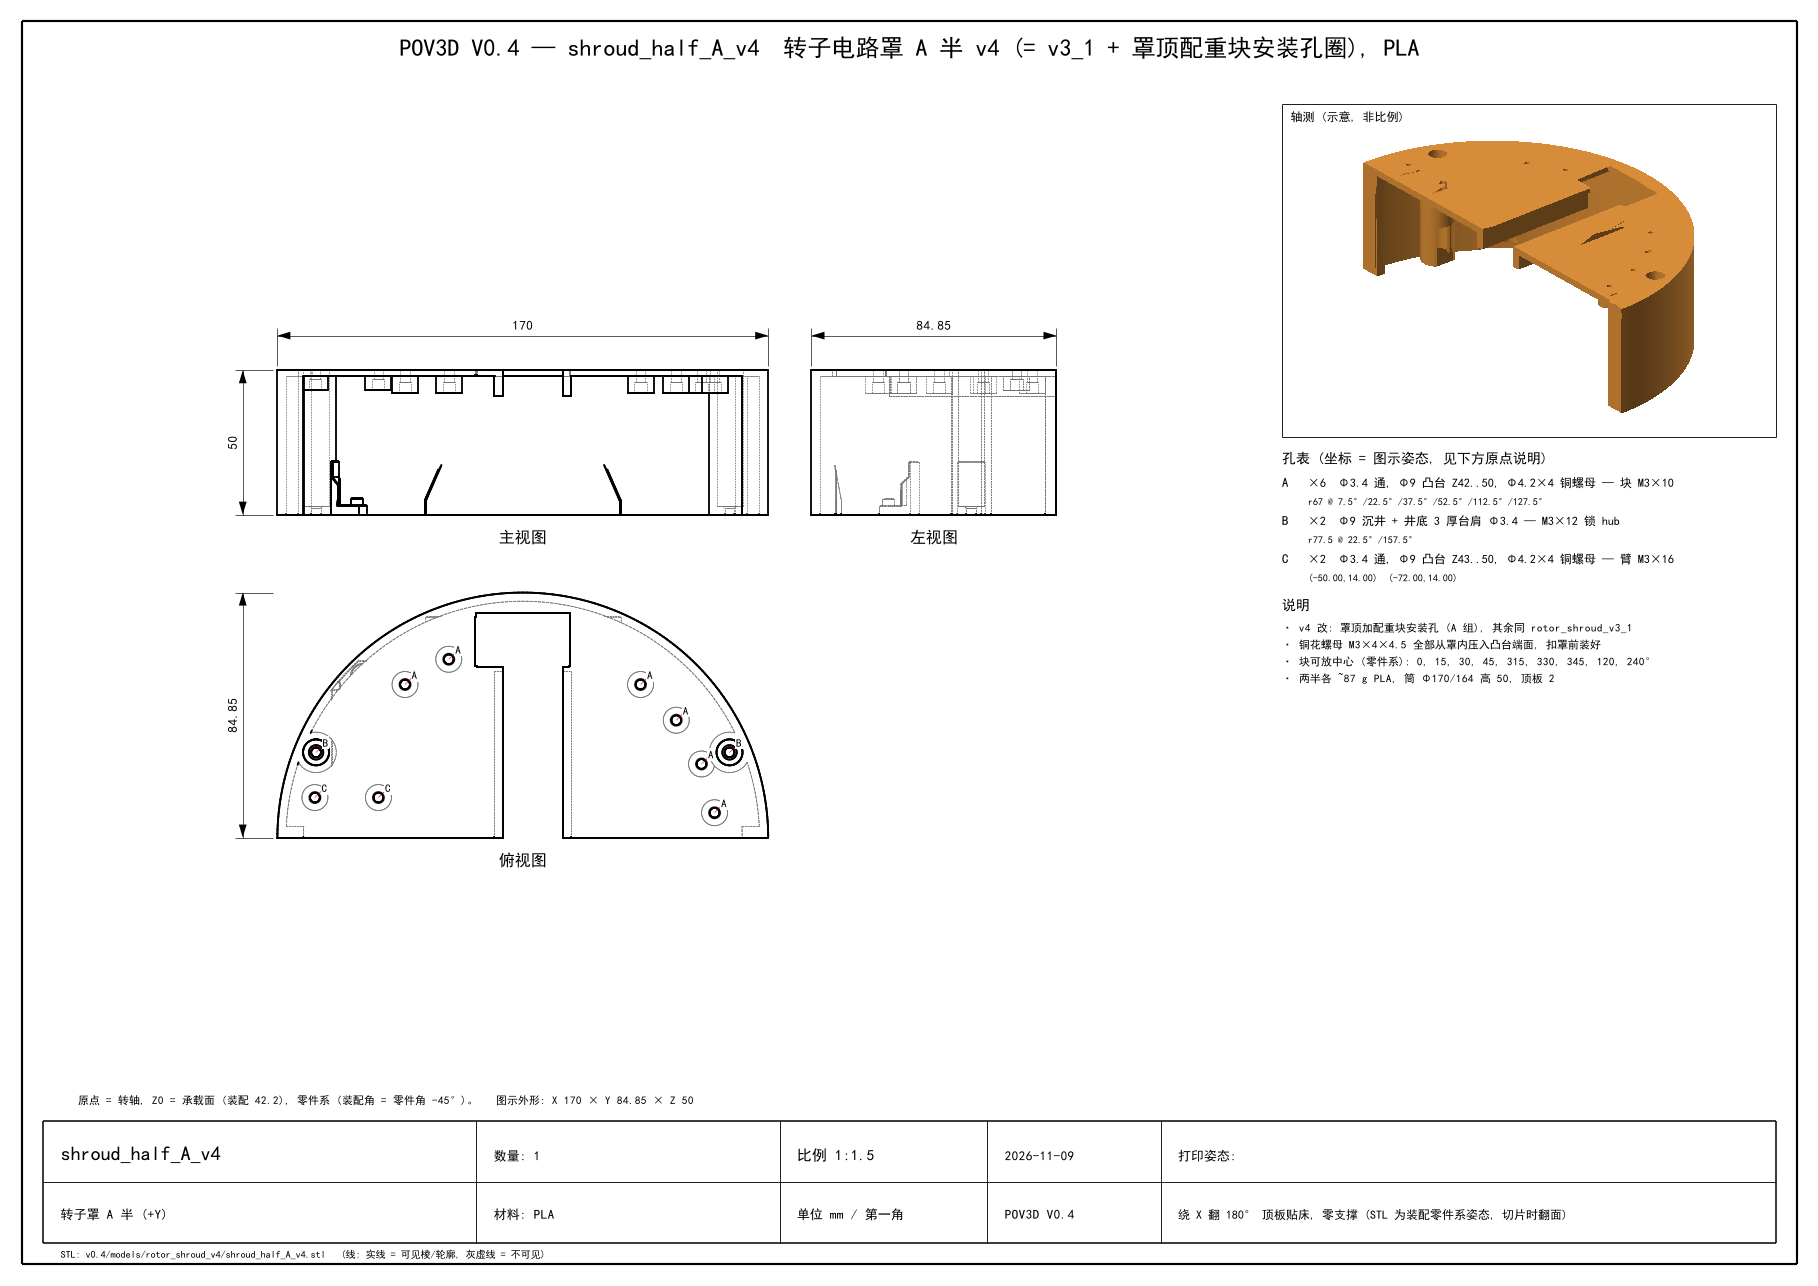 POV3D V0.4 — shroud_half_A_v4  转子电路罩 A 半 v4 (= v3_1 + 罩顶配重块安装孔圈), PLA
轴测 (示意, 非比例)
170
84.85
50
主视图
左视图
孔表 (坐标 = 图示姿态, 见下方原点说明)
A  ×6  Φ3.4 通, Φ9 凸台 Z42..50, Φ4.2×4 铜螺母 — 块 M3×10
r67 @ 7.5° /22.5° /37.5° /52.5° /112.5° /127.5°
B  ×2  Φ9 沉井 + 井底 3 厚台肩 Φ3.4 — M3×12 锁 hub
r77.5 @ 22.5° /157.5°
C  ×2  Φ3.4 通, Φ9 凸台 Z43..50, Φ4.2×4 铜螺母 — 臂 M3×16
(-50.00,14.00)  (-72.00,14.00)
说明
· v4 改: 罩顶加配重块安装孔 (A 组), 其余同 rotor_shroud_v3_1
· 铜花螺母 M3×4×4.5 全部从罩内压入凸台端面, 扣罩前装好
· 块可放中心 (零件系): 0, 15, 30, 45, 315, 330, 345, 120, 240°
· 两半各 ~87 g PLA, 筒 Φ170/164 高 50, 顶板 2
84.85
A
A
A
A
B
B
A
C
C
A
俯视图
原点 = 转轴, Z0 = 承载面 (装配 42.2), 零件系 (装配角 = 零件角 -45°)。  图示外形: X 170 × Y 84.85 × Z 50
shroud_half_A_v4
数量: 1
比例 1:1.5
2026-11-09
打印姿态:
转子罩 A 半 (+Y)
材料: PLA
单位 mm / 第一角
POV3D V0.4
绕 X 翻 180° 顶板贴床, 零支撑 (STL 为装配零件系姿态, 切片时翻面)
STL: v0.4/models/rotor_shroud_v4/shroud_half_A_v4.stl  (线: 实线 = 可见棱/轮廓, 灰虚线 = 不可见)